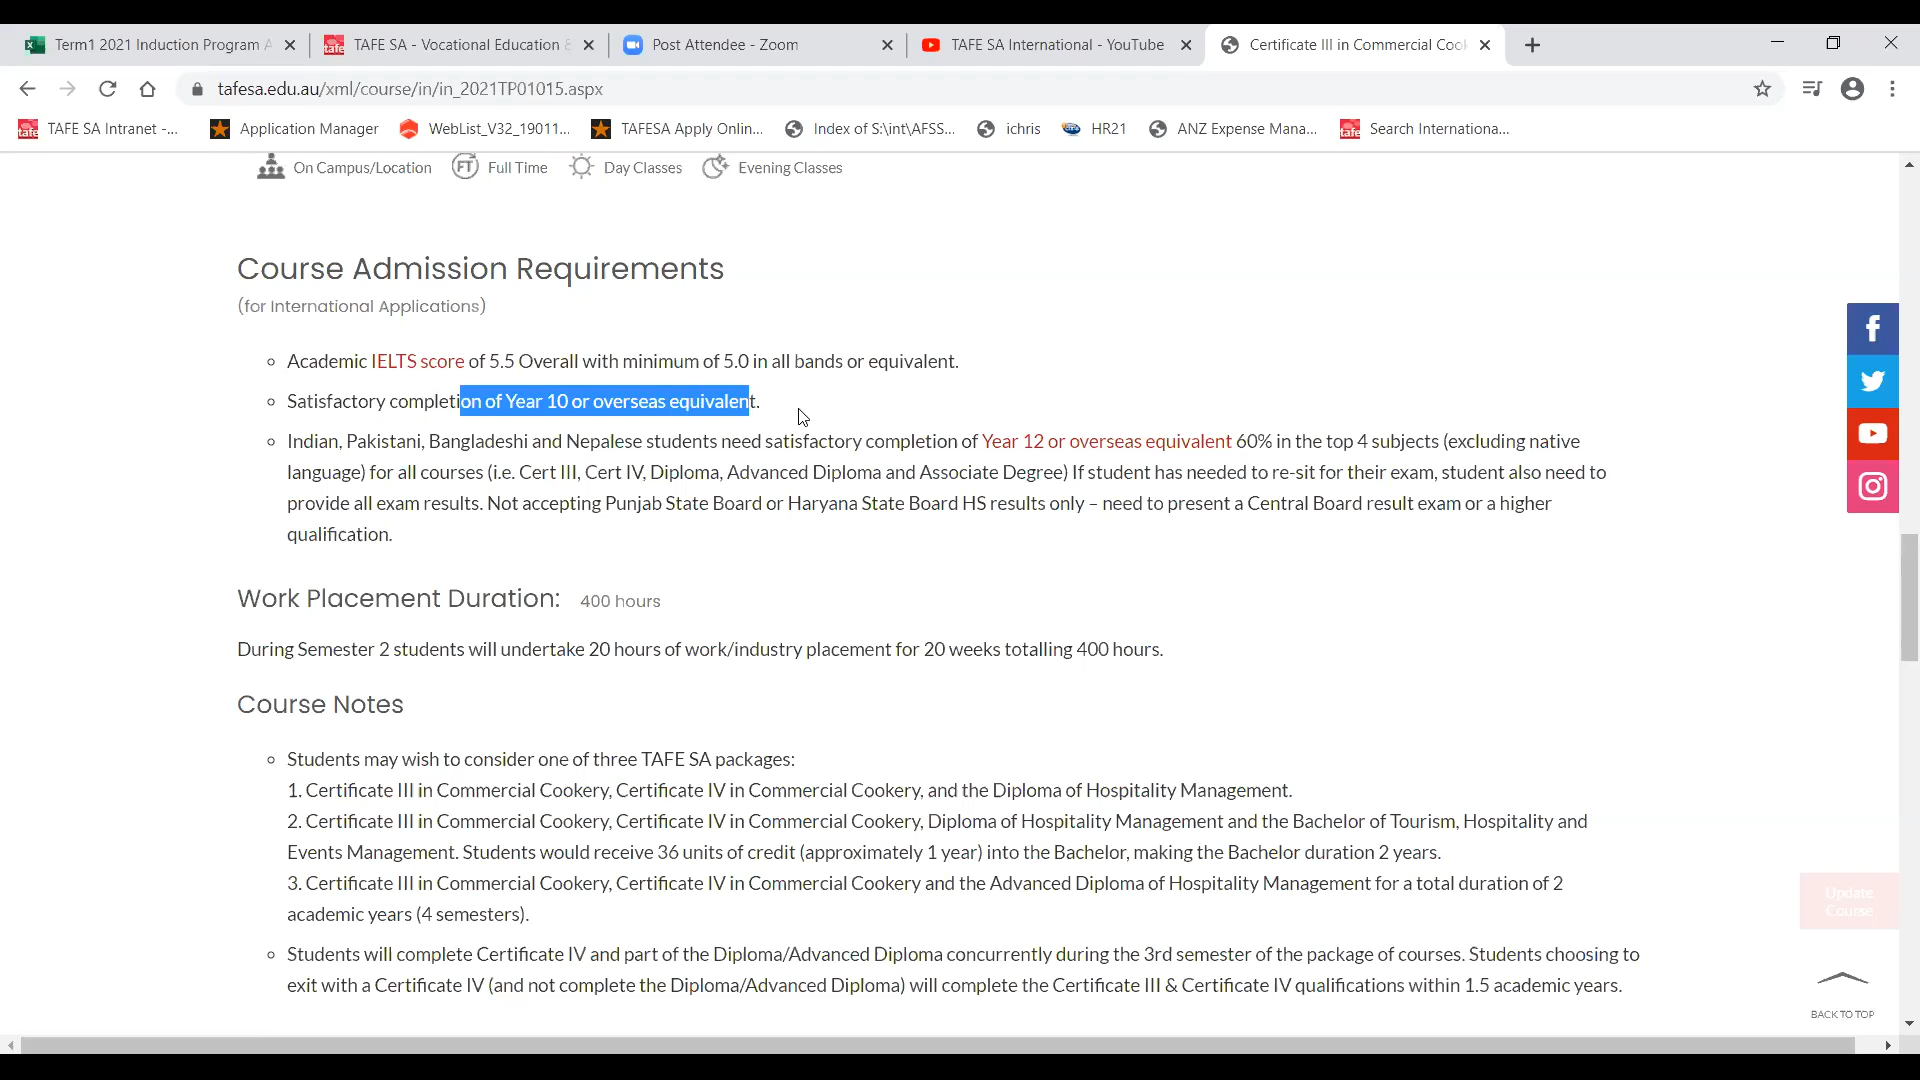 Term1 2021 Induction Program A
TAFE SA - Vocational Education &
Post Attendee - Zoom
TAFE SA International - YouTube
Certificate III in Commercial Coo
tafesa.edu.au/xml/course/in/in_2021TP01015.aspx
TAFE SA Intranet -...
Application Manager
WebList_V32_19011...
TAFESA Apply Onlin...
Index of S:\int\AFSS...
ichris
HR21
ANZ Expense Mana...
Search Internationa...
On Campus/Location
FT Full Time
Day Classes
Evening Classes
Course Admission Requirements
(for International Applications)
Academic IELTS score of 5.5 Overall with minimum of 5.0 in all bands or equivalent.
Satisfactory completion of Year 10 or overseas equivalent.
Indian, Pakistani, Bangladeshi and Nepalese students need satisfactory completion of Year 12 or overseas equivalent 60% in the top 4 subjects (excluding native
language) for all courses (i.e. Cert III, Cert IV, Diploma, Advanced Diploma and Associate Degree) If student has needed to re-sit for their exam, student also need to
provide all exam results. Not accepting Punjab State Board or Haryana State Board HS results only – need to present a Central Board result exam or a higher
qualification.
Work Placement Duration: 400 hours
During Semester 2 students will undertake 20 hours of work/industry placement for 20 weeks totalling 400 hours.
Course Notes
Students may wish to consider one of three TAFE SA packages:
1. Certificate III in Commercial Cookery, Certificate IV in Commercial Cookery, and the Diploma of Hospitality Management.
2. Certificate III in Commercial Cookery, Certificate IV in Commercial Cookery, Diploma of Hospitality Management and the Bachelor of Tourism, Hospitality and
Events Management. Students would receive 36 units of credit (approximately 1 year) into the Bachelor, making the Bachelor duration 2 years.
3. Certificate III in Commercial Cookery, Certificate IV in Commercial Cookery and the Advanced Diploma of Hospitality Management for a total duration of 2
academic years (4 semesters).
Students will complete Certificate IV and part of the Diploma/Advanced Diploma concurrently during the 3rd semester of the package of courses. Students choosing to
exit with a Certificate IV (and not complete the Diploma/Advanced Diploma) will complete the Certificate III & Certificate IV qualifications within 1.5 academic years.
Update
Course
BACK TO TOP